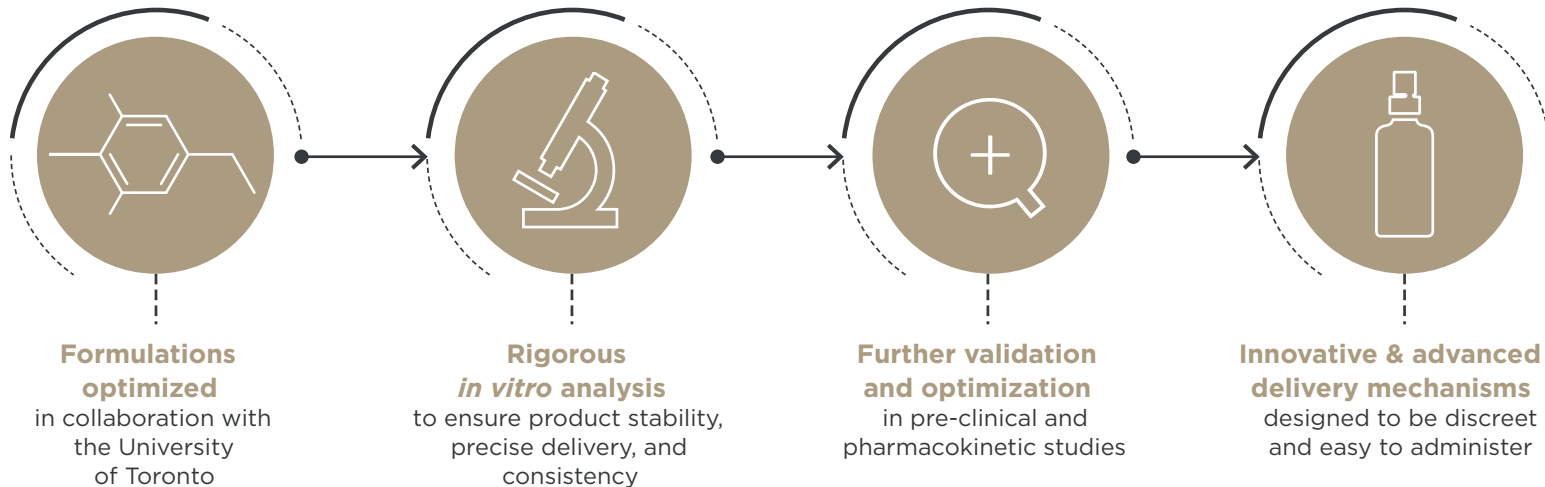 Formulations
optimized
in collaboration with
the University
of Toronto
Rigorous
in vitro analysis
to ensure product stability,
precise delivery, and
consistency
Further validation
and optimization
in pre-clinical and
pharmacokinetic studies
Innovative & advanced
delivery mechanisms
designed to be discreet
and easy to administer